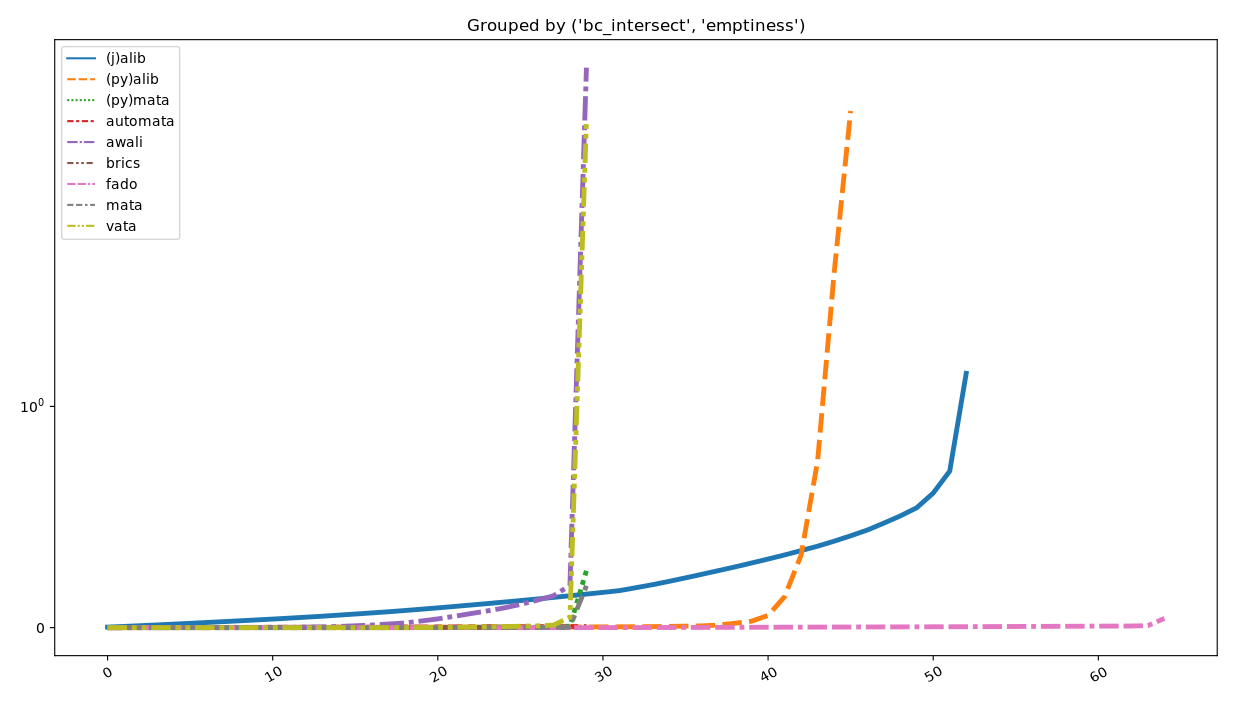 Grouped by ('bc_intersect', 'emptiness')
(j)alib
(py)alib
(py)mata
automata
awali
brics
fado
mata
vata
10^0
0
0
10
20
30
40
50
60